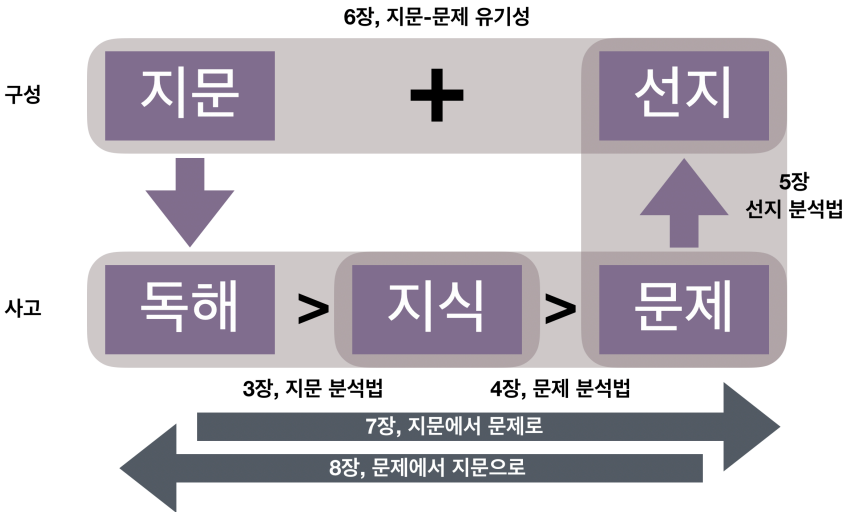 6장, 지문-문제 유기성
구성
지문
+
선지
5장
선지 분석법
사고
독해
>
지식
>
문제
3장, 지문 분석법
4장, 문제 분석법
7장, 지문에서 문제로
8장, 문제에서 지문으로